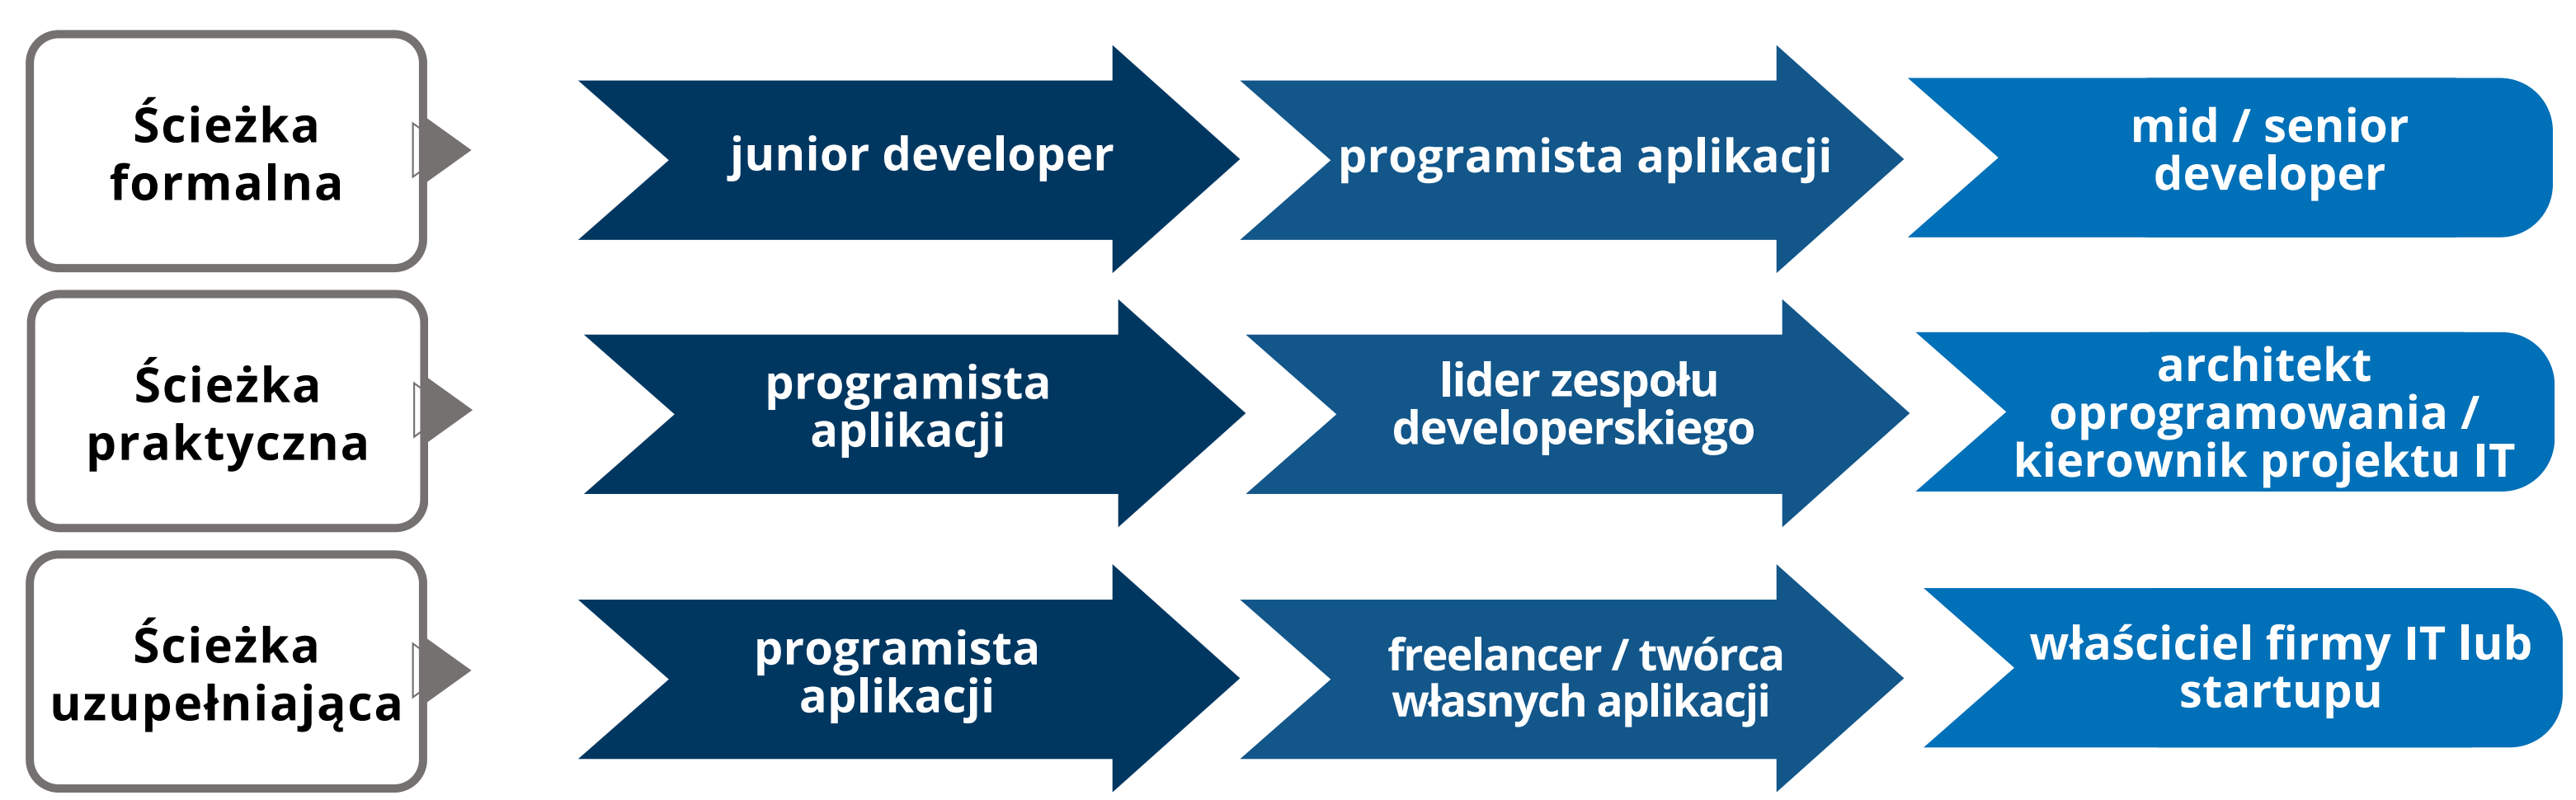 Ścieżka
formalna
junior developer
programista aplikacji
mid / senior
developer
Ścieżka
praktyczna
programista
aplikacji
lider zespołu
developerskiego
architekt
oprogramowania /
kierownik projektu IT
Ścieżka
uzupełniająca
programista
aplikacji
freelancer / twórca
własnych aplikacji
właściciel firmy IT lub
startupu